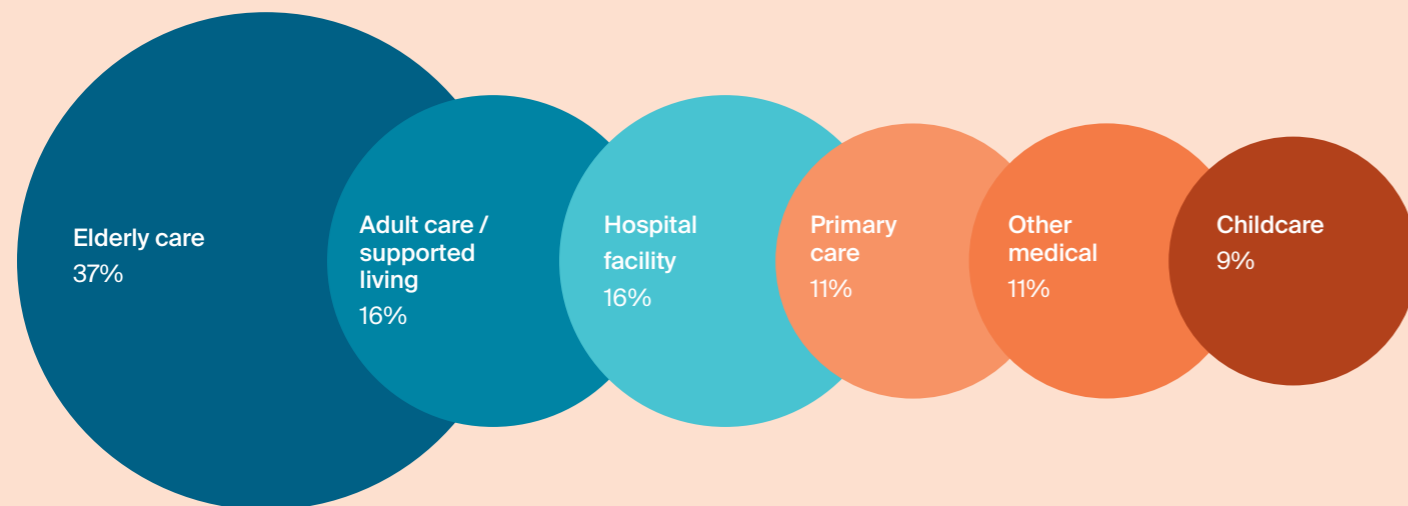 Elderly care
37%
Adult care /
supported
living
16%
Hospital
facility
16%
Primary
care
11%
Other
medical
11%
Childcare
9%